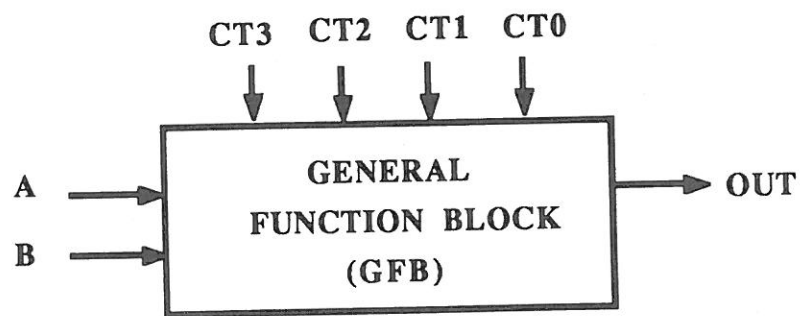 CT3 CT2 CT1 CT0
A
B
GENERAL
FUNCTION BLOCK
(GFB)
OUT